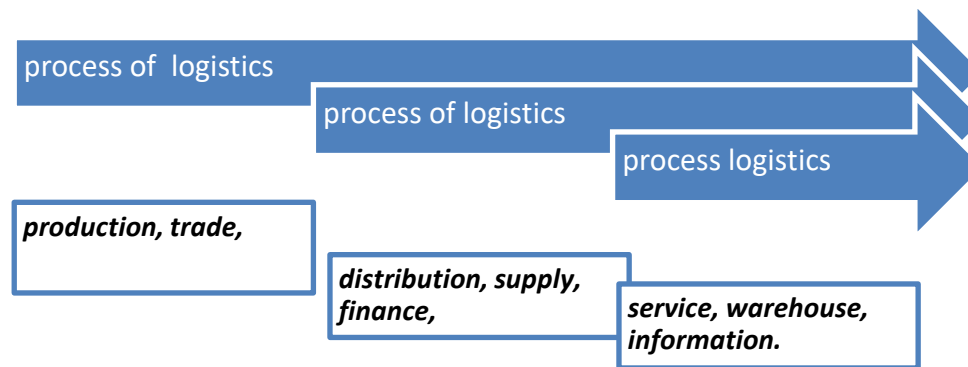 process of  logistics
process of logistics
process logistics
production, trade,
distribution, supply,
finance,
service, warehouse,
information.